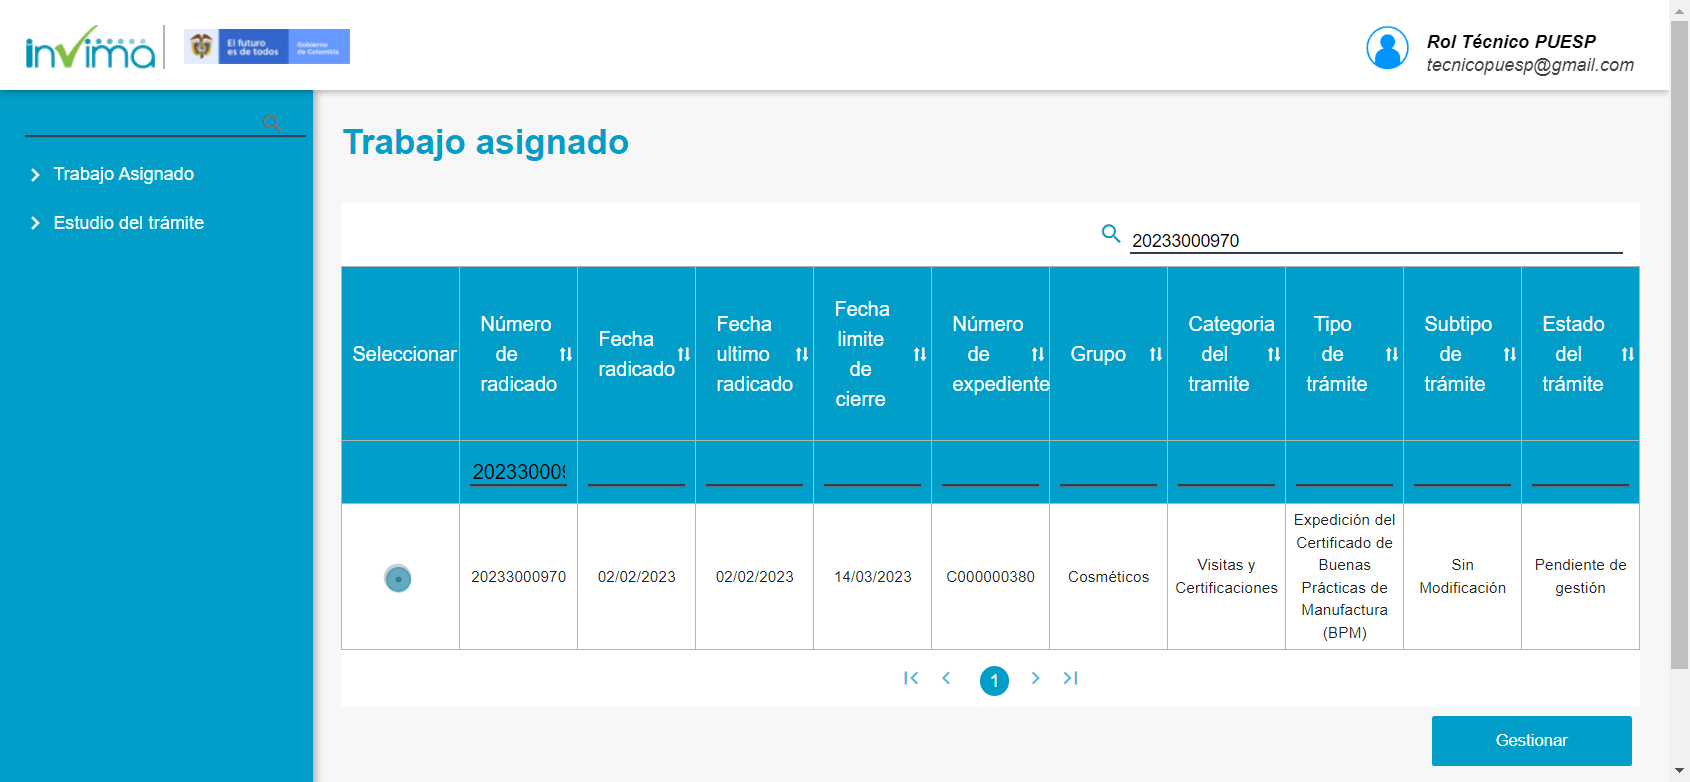 invima
El futuro
es de todos
Gobierno
de Colombia
Rol Técnico PUESP
tecnicopuesp@gmail.com
Trabajo Asignado
Estudio del trámite
Trabajo asignado
20233000970
Seleccionar
Número
de
radicado
Fecha
radicado
Fecha
ultimo
radicado
Fecha
limite
de
cierre
Número
de
expediente
Grupo
Categoria
del
tramite
Tipo
de
trámite
Subtipo
de
trámite
Estado
del
trámite
202330009
20233000970
02/02/2023
02/02/2023
14/03/2023
C000000380
Cosméticos
Visitas y
Certificaciones
Expedición del
Certificado de
Buenas
Prácticas de
Manufactura
(BPM)
Sin
Modificación
Pendiente de
gestión
1
Gestionar